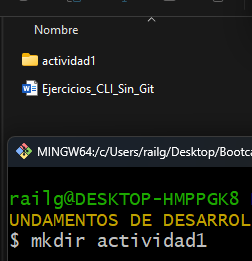 Nombre
actividad1
Ejercicios_CLI_Sin_Git
MINGW64:/c/Users/railg/Desktop/Bootca
railg@DESKTOP-HMPPGK8
UNDAMENTOS DE DESARROL
$ mkdir actividad1